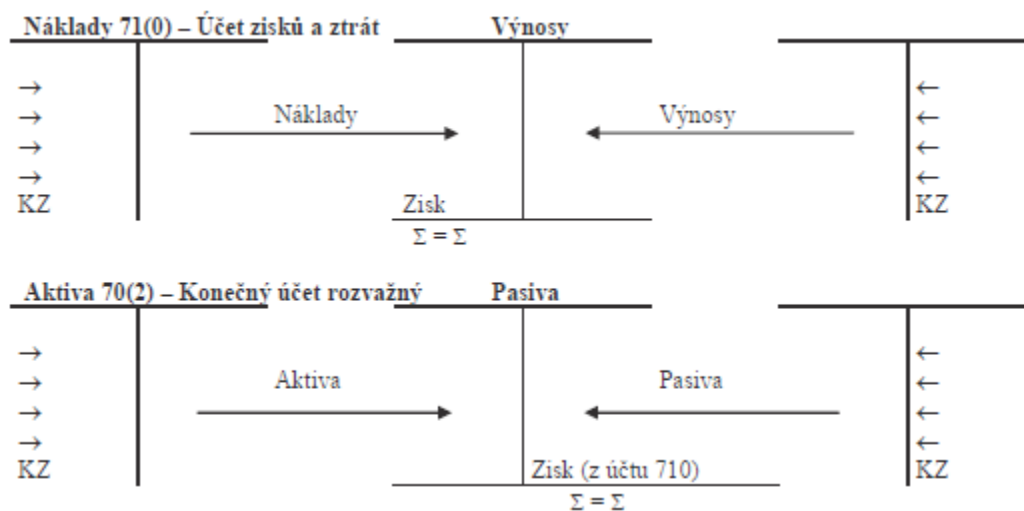 Náklady 71(0) – Účet zisků a ztrát Výnosy
→ ←
→ Náklady Výnosy ←
→ ←
→ ←
KZ Zisk KZ
Σ = Σ
Aktiva 70(2) – Konečný účet rozvažný Pasiva
→ ←
→ Aktiva Pasiva ←
→ ←
→ ←
KZ Zisk (z účtu 710) KZ
Σ = Σ